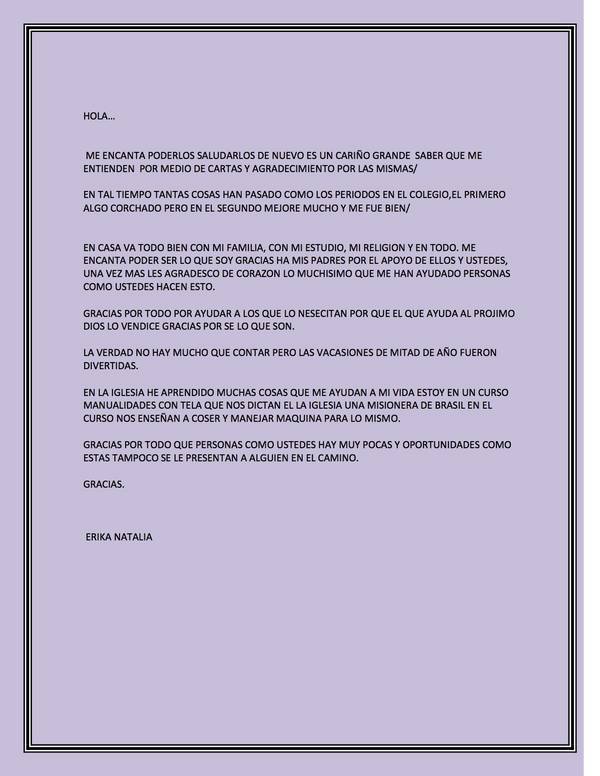 HOLA...
ME ENCANTA PODERLOS SALUDARLOS DE NUEVO ES UN CARIÑO GRANDE SABER QUE ME
ENTIENDEN POR MEDIO DE CARTAS Y AGRADECIMIENTO POR LAS MISMAS/
EN TAL TIEMPO TANTAS COSAS HAN PASADO COMO LOS PERIODOS EN EL COLEGIO,EL PRIMERO
ALGO CORCHADO PERO EN EL SEGUNDO MEJORE MUCHO Y ME FUE BIEN/
EN CASA VA TODO BIEN CON MI FAMILIA, CON MI ESTUDIO, MI RELIGION Y EN TODO. ME
ENCANTA PODER SER LO QUE SOY GRACIAS HA MIS PADRES POR EL APOYO DE ELLOS Y USTEDES,
UNA VEZ MAS LES AGRADESCO DE CORAZON LO MUCHISIMO QUE ME HAN AYUDADO PERSONAS
COMO USTEDES HACEN ESTO.
GRACIAS POR TODO POR AYUDAR A LOS QUE LO NESECITAN POR QUE EL QUE AYUDA AL PROJIMO
DIOS LO VENDICE GRACIAS POR SE LO QUE SON.
LA VERDAD NO HAY MUCHO QUE CONTAR PERO LAS VACASIONES DE MITAD DE AÑO FUERON
DIVERTIDAS.
EN LA IGLESIA HE APRENDIDO MUCHAS COSAS QUE ME AYUDAN A MI VIDA ESTOY EN UN CURSO
MANUALIDADES CON TELA QUE NOS DICTAN EL LA IGLESIA UNA MISIONERA DE BRASIL EN EL
CURSO NOS ENSEÑAN A COSER Y MANEJAR MAQUINA PARA LO MISMO.
GRACIAS POR TODO QUE PERSONAS COMO USTEDES HAY MUY POCAS Y OPORTUNIDADES COMO
ESTAS TAMPOCO SE LE PRESENTAN A ALGUIEN EN EL CAMINO.
GRACIAS.
ERIKA NATALIA